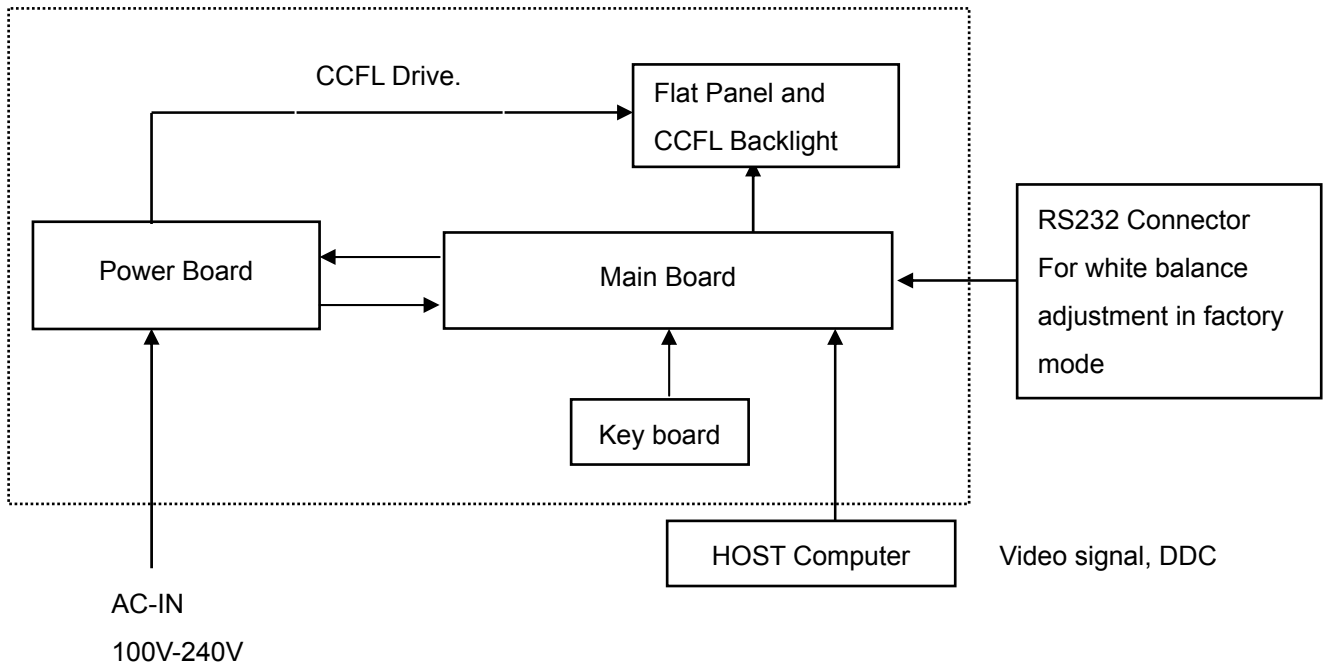 CCFL Drive.
Flat Panel and
CCFL Backlight
RS232 Connector
For white balance
adjustment in factory
mode
Power Board
Main Board
Key board
HOST Computer
Video signal, DDC
AC-IN
100V-240V